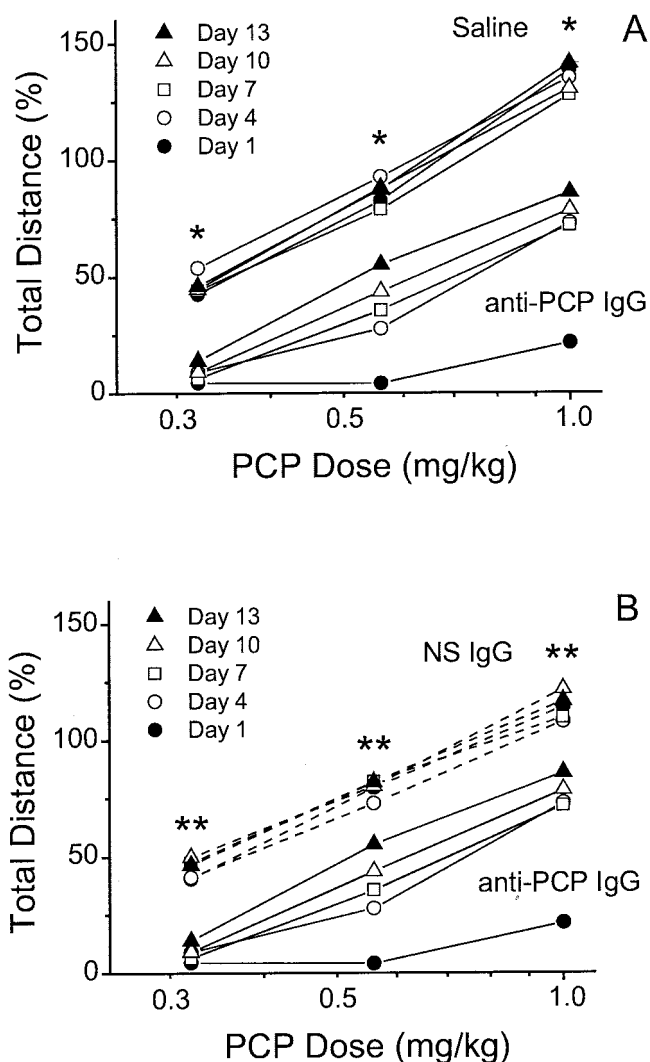 A
150
100
50
0
Total Distance (%)
▲ Day 13
△ Day 10
□ Day 7
○ Day 4
● Day 1
Saline
*
*
*
anti-PCP IgG
0.3
0.5
1.0
PCP Dose (mg/kg)
B
150
100
50
0
Total Distance (%)
▲ Day 13
△ Day 10
□ Day 7
○ Day 4
● Day 1
NS IgG
**
**
**
anti-PCP IgG
0.3
0.5
1.0
PCP Dose (mg/kg)